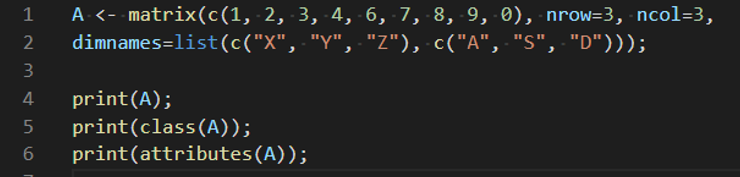 1 A <- matrix(c(1, 2, 3, 4, 6, 7, 8, 9, 0), nrow=3, ncol=3,
2 dimnames=list(c("X", "Y", "Z"), c("A", "S", "D")));
3
4 print(A);
5 print(class(A));
6 print(attributes(A));